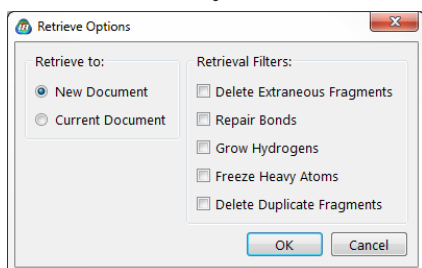 Retrieve Options
Retrieve to:
New Document
Current Document
Retrieval Filters:
Delete Extraneous Fragments
Repair Bonds
Grow Hydrogens
Freeze Heavy Atoms
Delete Duplicate Fragments
OK
Cancel